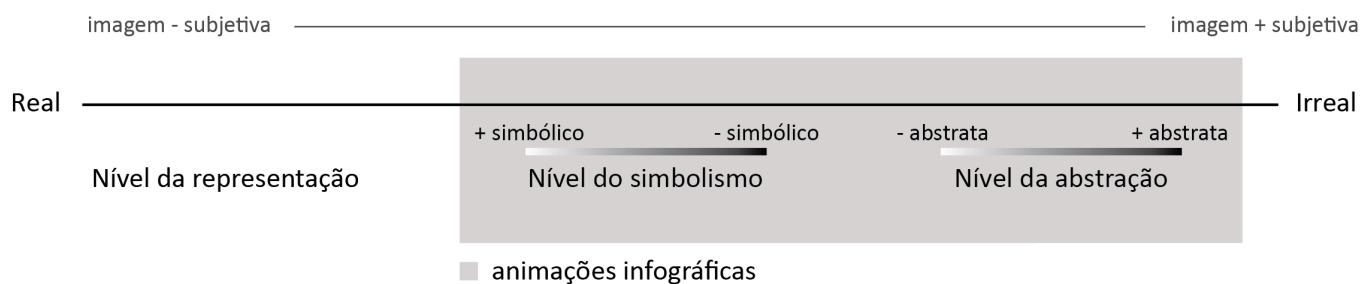 imagem - subjetiva imagem + subjetiva
Real Irreal
+ simbólico - simbólico - abstrata + abstrata
Nível da representação Nível do simbolismo Nível da abstração
animações infográficas